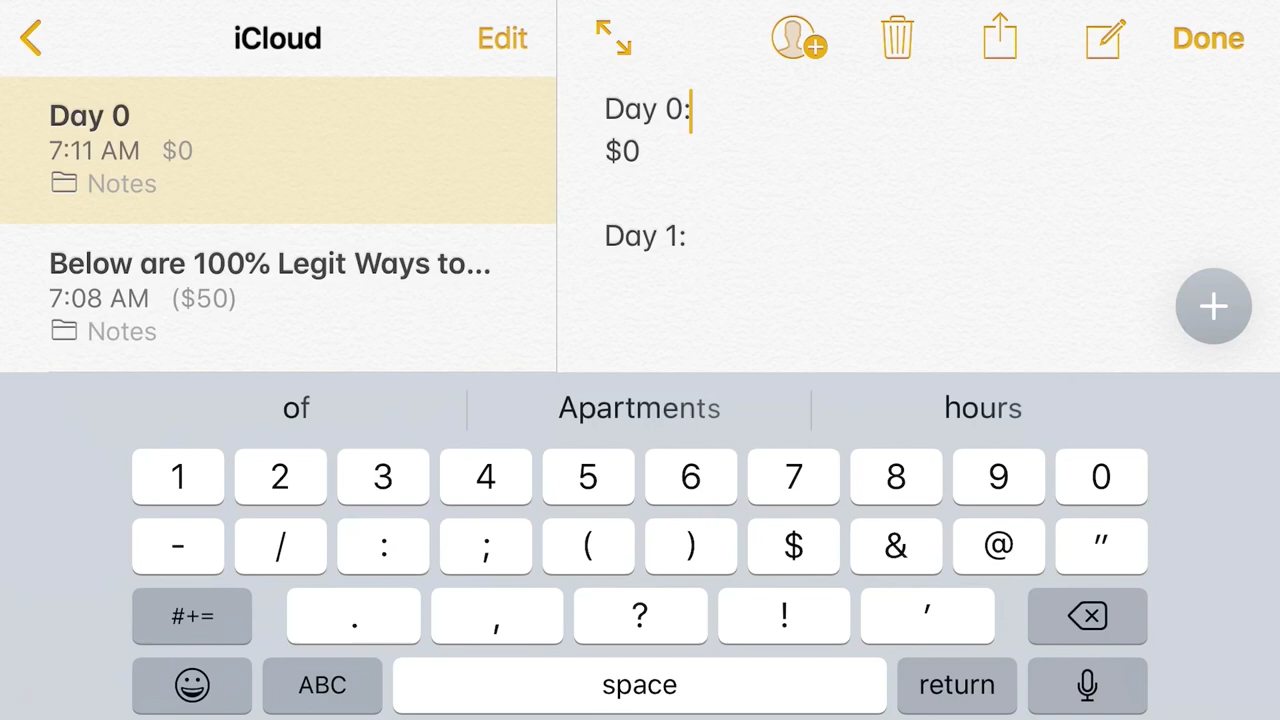 iCloud
Edit
Done
Day 0
7:11 AM $0
Notes
Below are 100% Legit Ways to...
7:08 AM ($50)
Notes
Day 0:
$0
Day 1:
+
of Apartments hours
1 2 3 4 5 6 7 8 9 0
- / : ; ( ) $ & @ "
#+= . , ? ! ' 
ABC space return